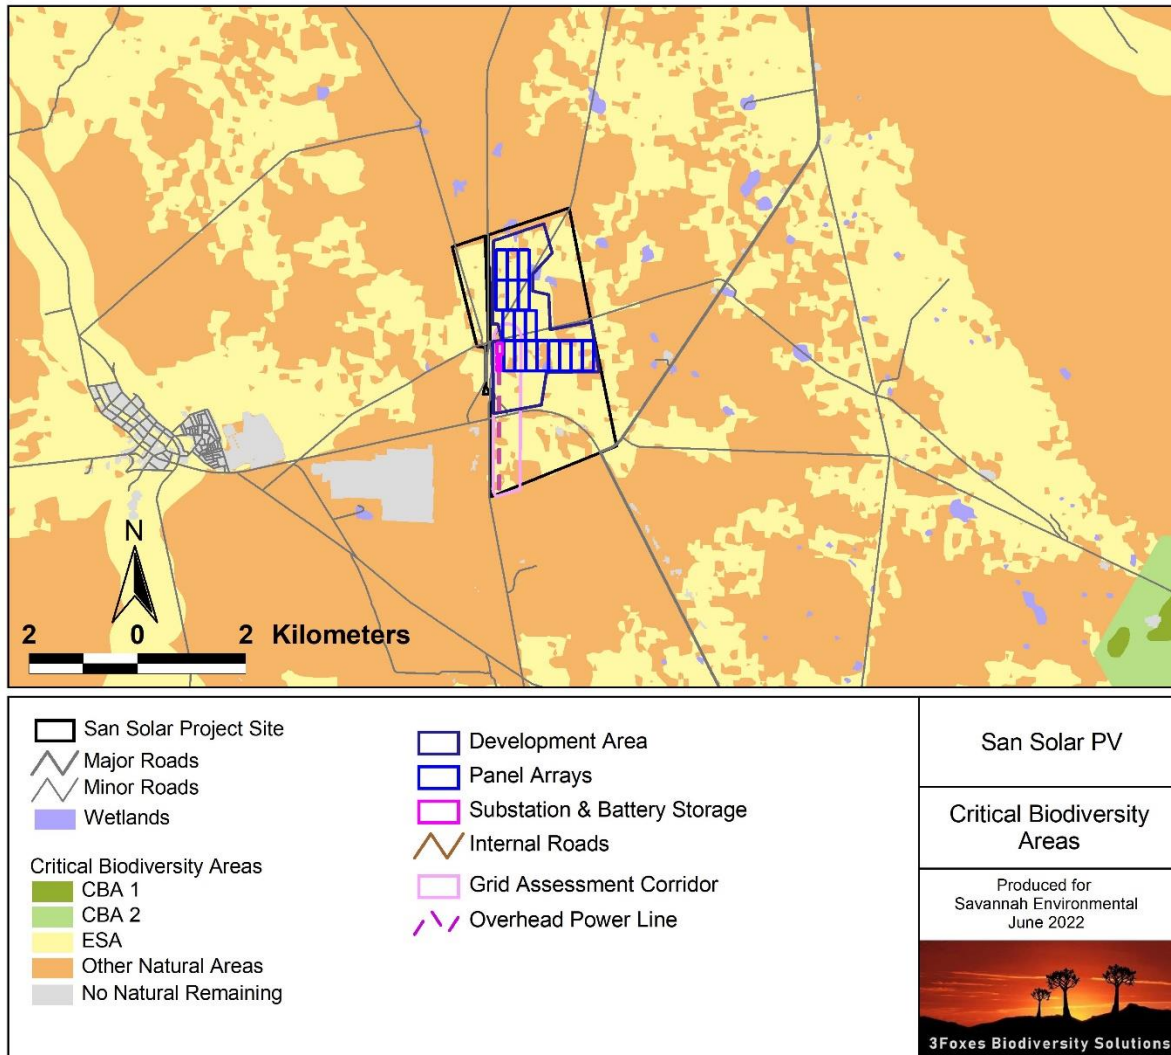 N
2 0 2 Kilometers
San Solar Project Site
Major Roads
Minor Roads
Wetlands
Critical Biodiversity Areas
CBA 1
CBA 2
ESA
Other Natural Areas
No Natural Remaining
Development Area
Panel Arrays
Substation & Battery Storage
Internal Roads
Grid Assessment Corridor
Overhead Power Line
San Solar PV
Critical Biodiversity
Areas
Produced for
Savannah Environmental
June 2022
3Foxes Biodiversity Solutions